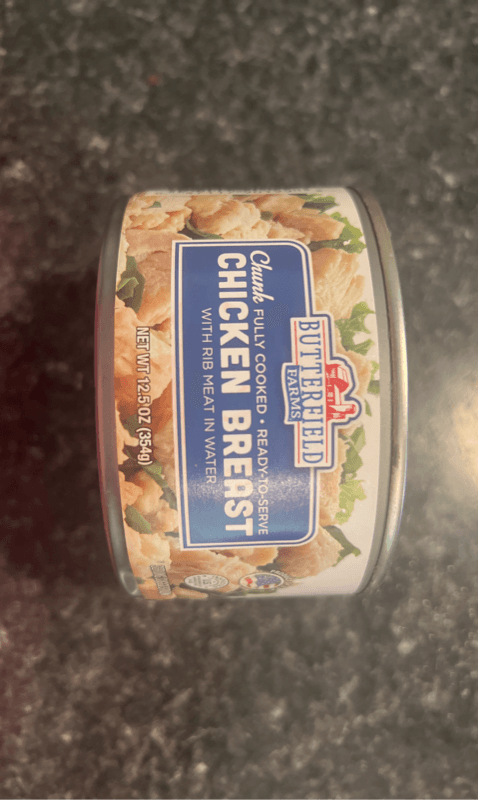 BUTTERFIELD
FARMS
Chunk FULLY COOKED • READY-TO-SERVE
CHICKEN BREAST
WITH RIB MEAT IN WATER
NET WT 12.5 OZ (354g)